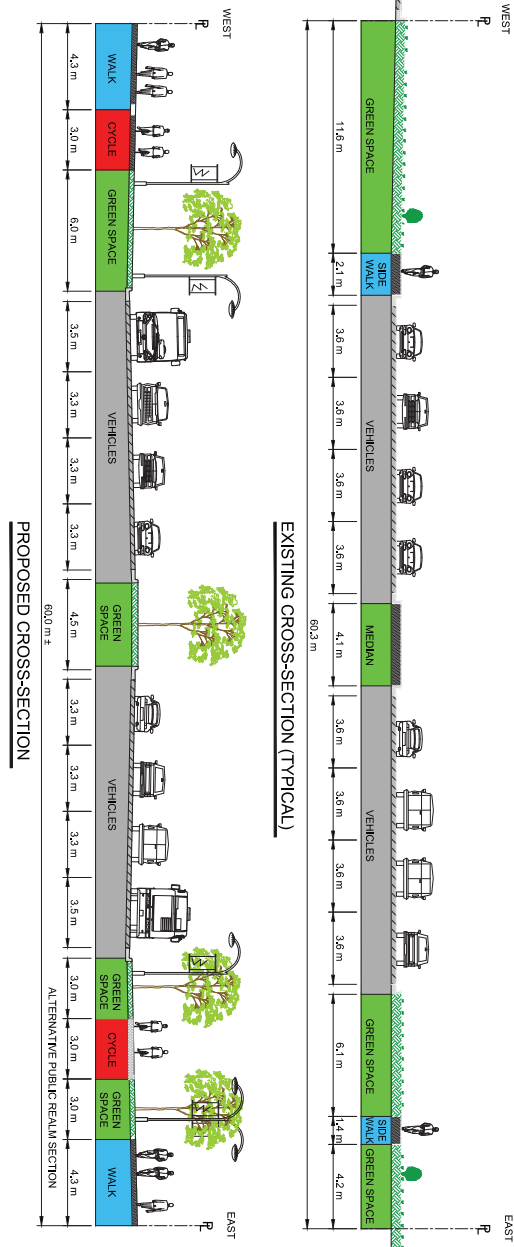 WEST
EAST
GREEN SPACE
SIDE
WALK
VEHICLES
MEDIAN
VEHICLES
GREEN SPACE
SIDE
WALK
GREEN SPACE
11.6 m
2.1 m
3.6 m
3.6 m
3.6 m
3.6 m
4.1 m
3.6 m
3.6 m
3.6 m
3.6 m
6.1 m
1.4 m
4.2 m
60.3 m
EXISTING CROSS-SECTION (TYPICAL)
WEST
EAST
WALK
CYCLE
GREEN SPACE
VEHICLES
GREEN
SPACE
VEHICLES
GREEN
SPACE
CYCLE
GREEN
SPACE
WALK
4.3 m
3.0 m
6.0 m
3.5 m
3.3 m
3.3 m
3.3 m
4.5 m
3.3 m
3.3 m
3.3 m
3.5 m
3.0 m
3.0 m
3.0 m
4.3 m
ALTERNATIVE PUBLIC REALM SECTION
60.0 m ±
PROPOSED CROSS-SECTION